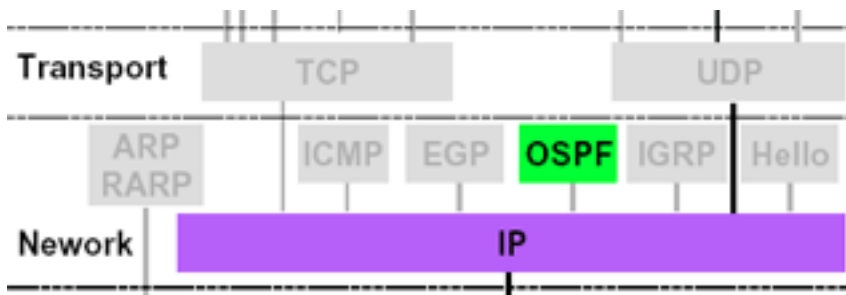 Transport
TCP
UDP
ARP
RARP
ICMP
EGP
OSPF
IGRP
Hello
Nework
IP